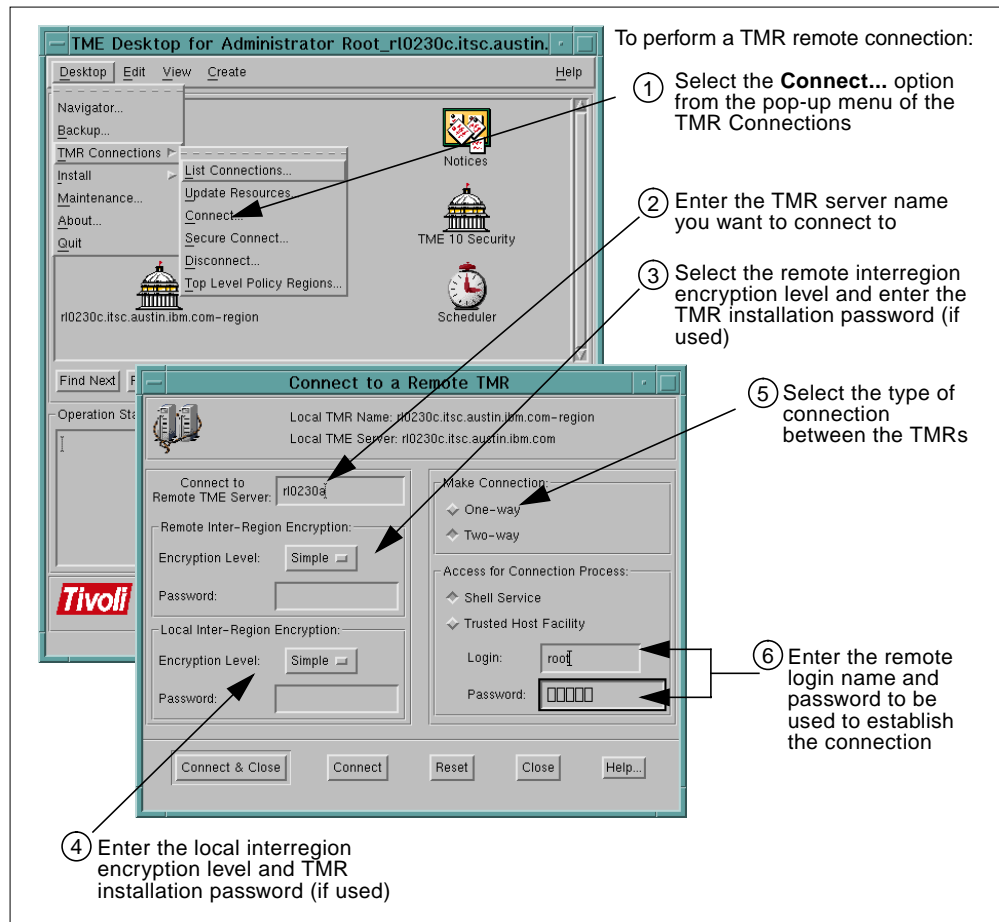 TME Desktop for Administrator Root_rl0230c.itsc.austin.
Desktop Edit View Create Help
Navigator...
Backup...
TMR Connections
Install
Maintenance...
About...
Quit
List Connections...
Update Resources...
Connect...
Secure Connect...
Disconnect...
Top Level Policy Regions...
Notices
TME 10 Security
rl0230c.itsc.austin.ibm.com-region
Scheduler
Find Next
Operation Sta
Tivoli
To perform a TMR remote connection:
1 Select the Connect... option
from the pop-up menu of the
TMR Connections
2 Enter the TMR server name
you want to connect to
3 Select the remote interregion
encryption level and enter the
TMR installation password (if
used)
5 Select the type of
connection
between the TMRs
Connect to a Remote TMR
Local TMR Name: rl0230c.itsc.austin.ibm.com-region
Local TME Server: rl0230c.itsc.austin.ibm.com
Connect to
Remote TME Server: rl0230a
Remote Inter-Region Encryption:
Encryption Level: Simple
Password:
Local Inter-Region Encryption:
Encryption Level: Simple
Password:
Make Connection:
One-way
Two-way
Access for Connection Process:
Shell Service
Trusted Host Facility
Login: root
Password:
Connect & Close Connect Reset Close Help...
6 Enter the remote
login name and
password to be
used to establish
the connection
4 Enter the local interregion
encryption level and TMR
installation password (if used)